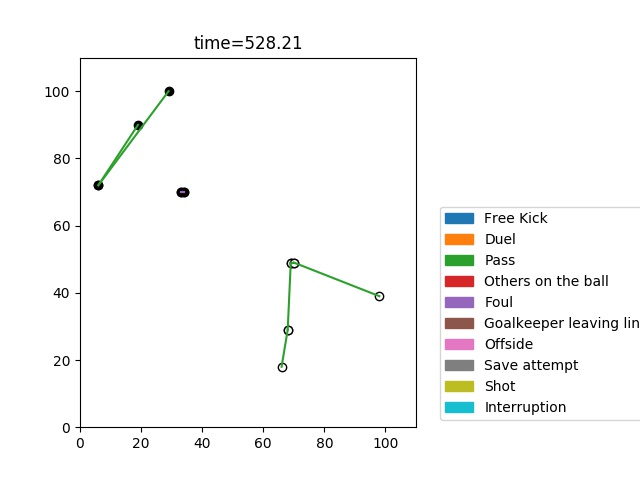 time=528.21
100
80
60
40
20
0
0 20 40 60 80 100
Free Kick
Duel
Pass
Others on the ball
Foul
Goalkeeper leaving lin
Offside
Save attempt
Shot
Interruption